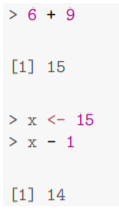 > 6 + 9
[1] 15
> x <- 15
> x - 1
[1] 14